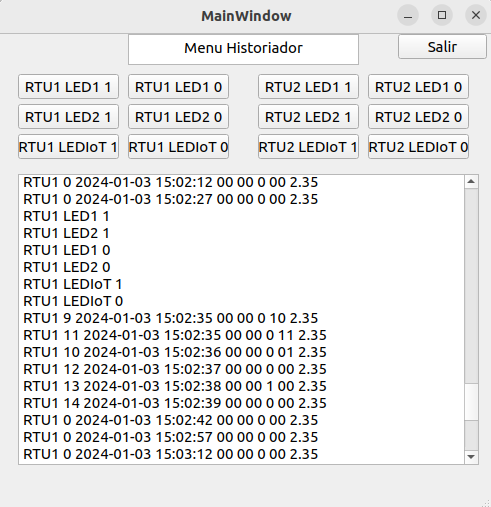 MainWindow
Menu Historiador
Salir
RTU1 LED1 1 RTU1 LED1 0 RTU2 LED1 1 RTU2 LED1 0
RTU1 LED2 1 RTU1 LED2 0 RTU2 LED2 1 RTU2 LED2 0
RTU1 LEDIoT 1 RTU1 LEDIoT 0 RTU2 LEDIoT 1 RTU2 LEDIoT 0
RTU1 0 2024-01-03 15:02:12 00 00 0 00 2.35
RTU1 0 2024-01-03 15:02:27 00 00 0 00 2.35
RTU1 LED1 1
RTU1 LED2 1
RTU1 LED1 0
RTU1 LED2 0
RTU1 LEDIoT 1
RTU1 LEDIoT 0
RTU1 9 2024-01-03 15:02:35 00 00 0 10 2.35
RTU1 11 2024-01-03 15:02:35 00 00 0 11 2.35
RTU1 10 2024-01-03 15:02:36 00 00 0 01 2.35
RTU1 12 2024-01-03 15:02:37 00 00 0 00 2.35
RTU1 13 2024-01-03 15:02:38 00 00 1 00 2.35
RTU1 14 2024-01-03 15:02:39 00 00 0 00 2.35
RTU1 0 2024-01-03 15:02:42 00 00 0 00 2.35
RTU1 0 2024-01-03 15:02:57 00 00 0 00 2.35
RTU1 0 2024-01-03 15:03:12 00 00 0 00 2.35